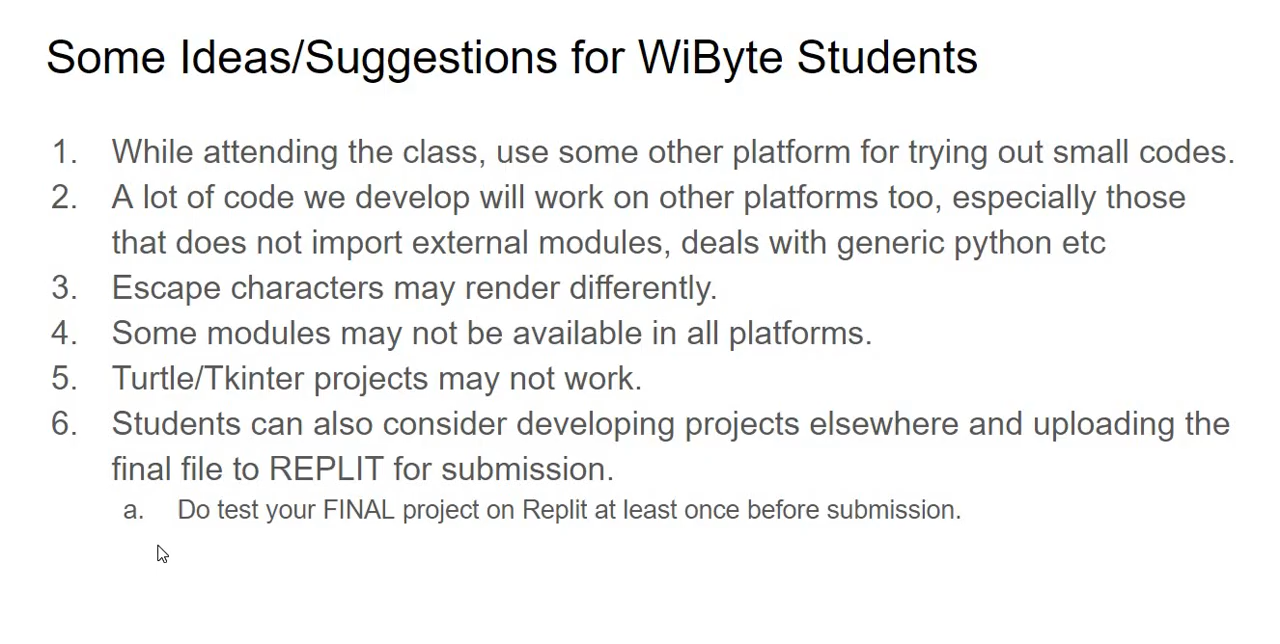 Some Ideas/Suggestions for WiByte Students
1. While attending the class, use some other platform for trying out small codes.
2. A lot of code we develop will work on other platforms too, especially those
that does not import external modules, deals with generic python etc
3. Escape characters may render differently.
4. Some modules may not be available in all platforms.
5. Turtle/Tkinter projects may not work.
6. Students can also consider developing projects elsewhere and uploading the
final file to REPLIT for submission.
a. Do test your FINAL project on Replit at least once before submission.